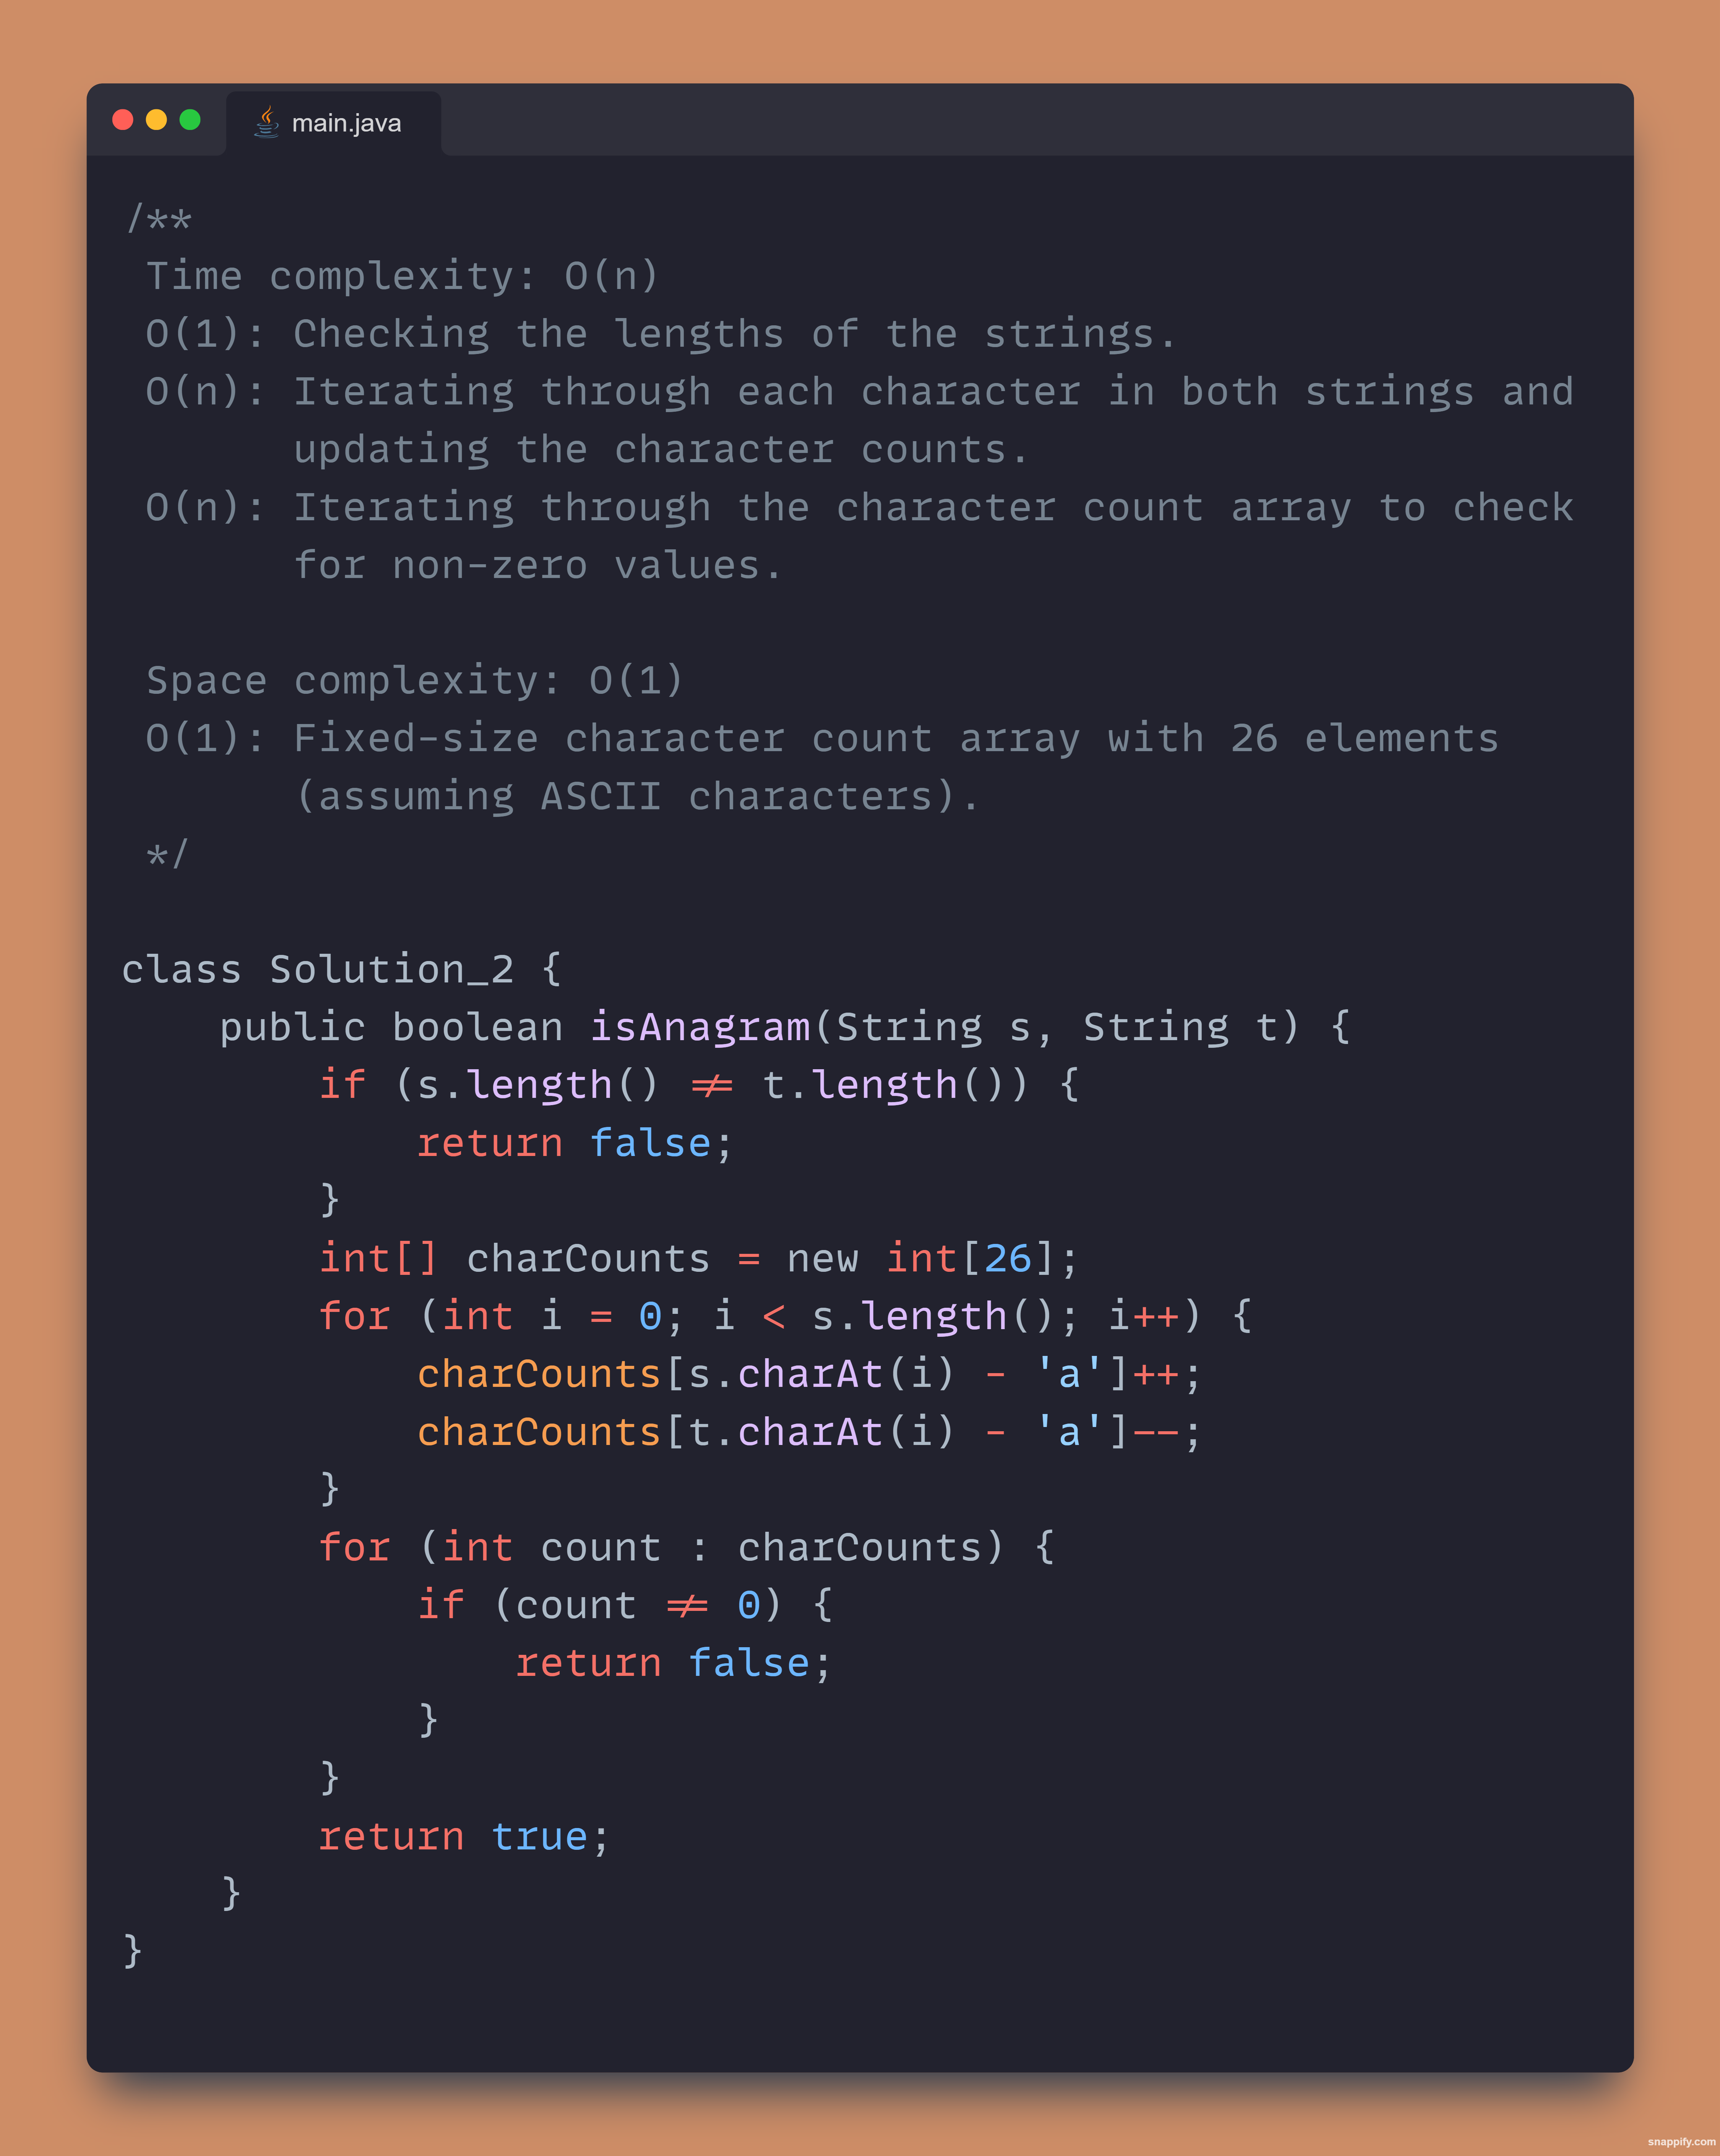 main.java
/**
 Time complexity: O(n)
 O(1): Checking the lengths of the strings.
 O(n): Iterating through each character in both strings and
       updating the character counts.
 O(n): Iterating through the character count array to check
       for non-zero values.

 Space complexity: O(1)
 O(1): Fixed-size character count array with 26 elements
       (assuming ASCII characters).
 */

class Solution_2 {
    public boolean isAnagram(String s, String t) {
        if (s.length() != t.length()) {
            return false;
        }
        int[] charCounts = new int[26];
        for (int i = 0; i < s.length(); i++) {
            charCounts[s.charAt(i) - 'a']++;
            charCounts[t.charAt(i) - 'a']--;
        }
        for (int count : charCounts) {
            if (count != 0) {
                return false;
            }
        }
        return true;
    }
}
snappify.com